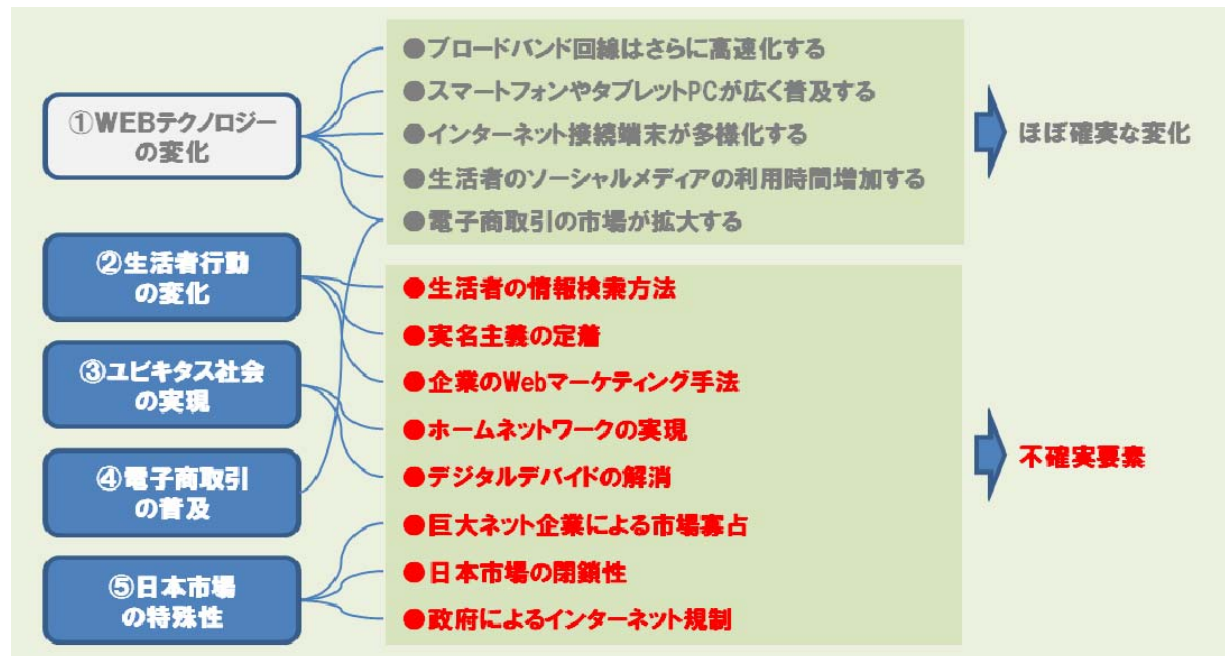 ①WEBテクノロジー
の変化
②生活者行動
の変化
③ユビキタス社会
の実現
④電子商取引
の普及
⑤日本市場
の特殊性
●ブロードバンド回線はさらに高速化する
●スマートフォンやタブレットPCが広く普及する
●インターネット接続端末が多様化する
●生活者のソーシャルメディアの利用時間増加する
●電子商取引の市場が拡大する
ほぼ確実な変化
●生活者の情報検索方法
●実名主義の定着
●企業のWebマーケティング手法
●ホームネットワークの実現
●デジタルデバイドの解消
●巨大ネット企業による市場寡占
●日本市場の閉鎖性
●政府によるインターネット規制
不確実要素